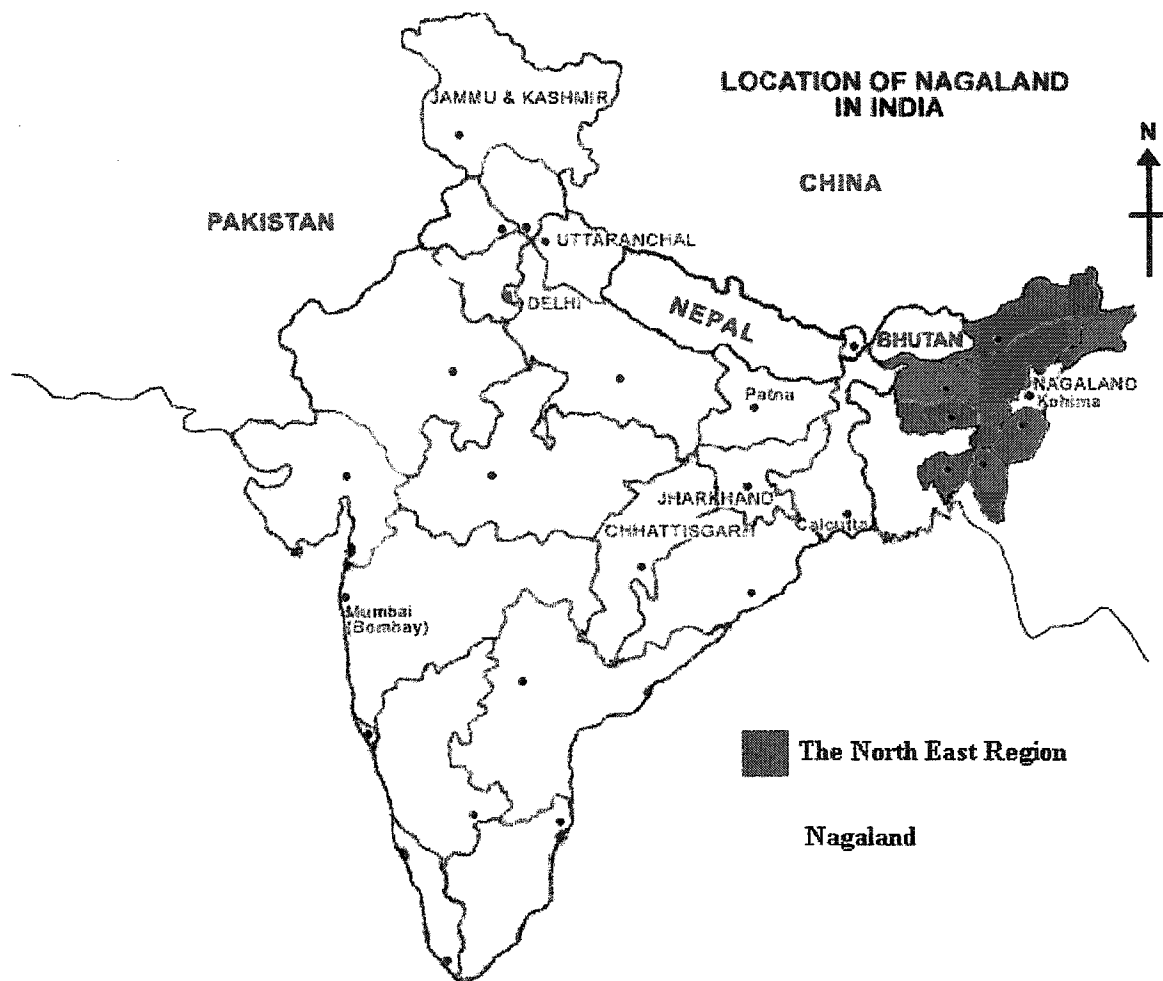 LOCATION OF NAGALAND
IN INDIA
N
JAMMU & KASHMIR
CHINA
PAKISTAN
UTTARANCHAL
DELHI
NEPAL
BHUTAN
NAGALAND
Kohima
Patna
JHARKHAND
CHHATTISGARH
Calcutta
Mumbai
(Bombay)
The North East Region
Nagaland